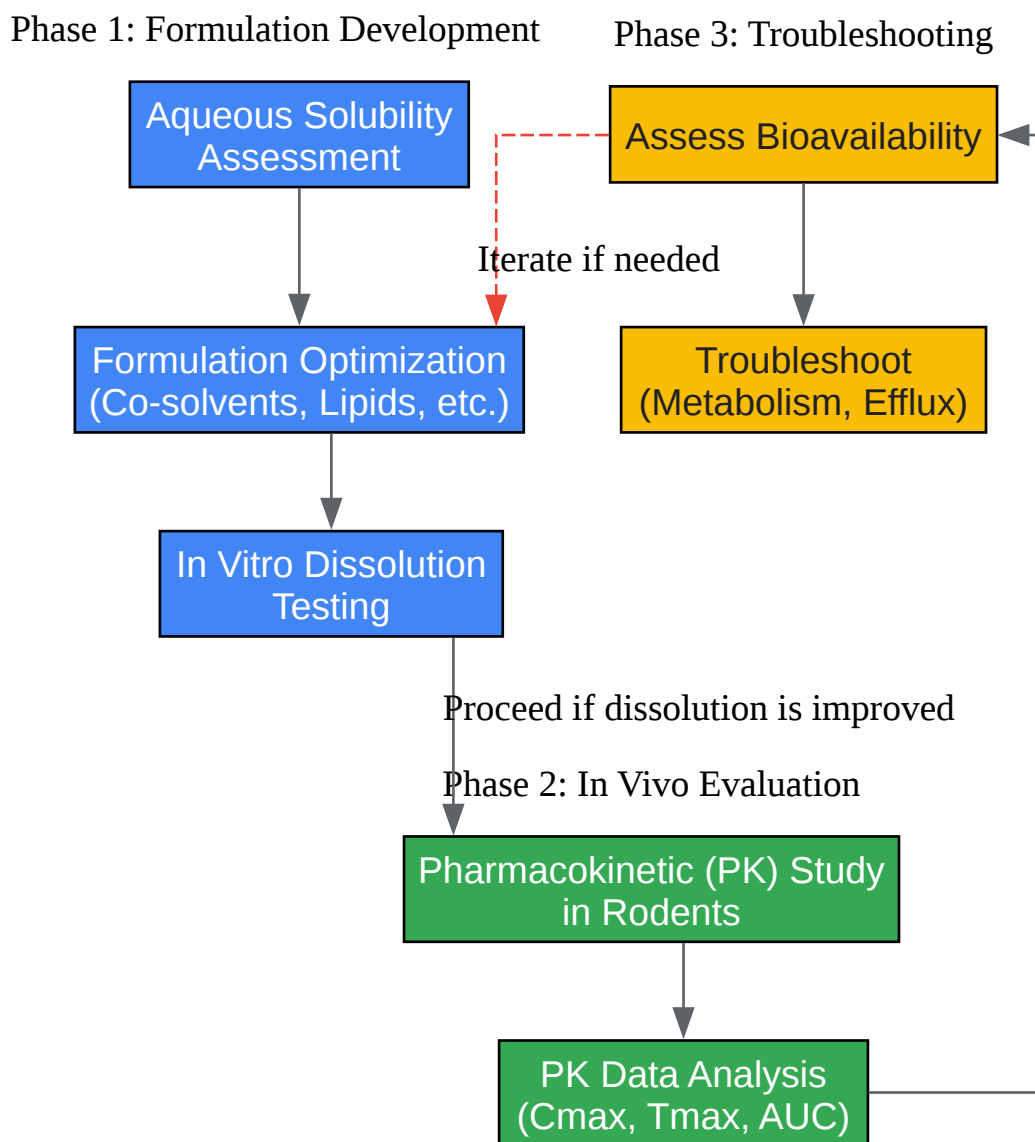 Phase 1: Formulation Development
Aqueous Solubility
Assessment
Formulation Optimization
(Co-solvents, Lipids, etc.)
In Vitro Dissolution
Testing
Proceed if dissolution is improved
Phase 2: In Vivo Evaluation
Pharmacokinetic (PK) Study
in Rodents
PK Data Analysis
(Cmax, Tmax, AUC)
Phase 3: Troubleshooting
Assess Bioavailability
Iterate if needed
Troubleshoot
(Metabolism, Efflux)